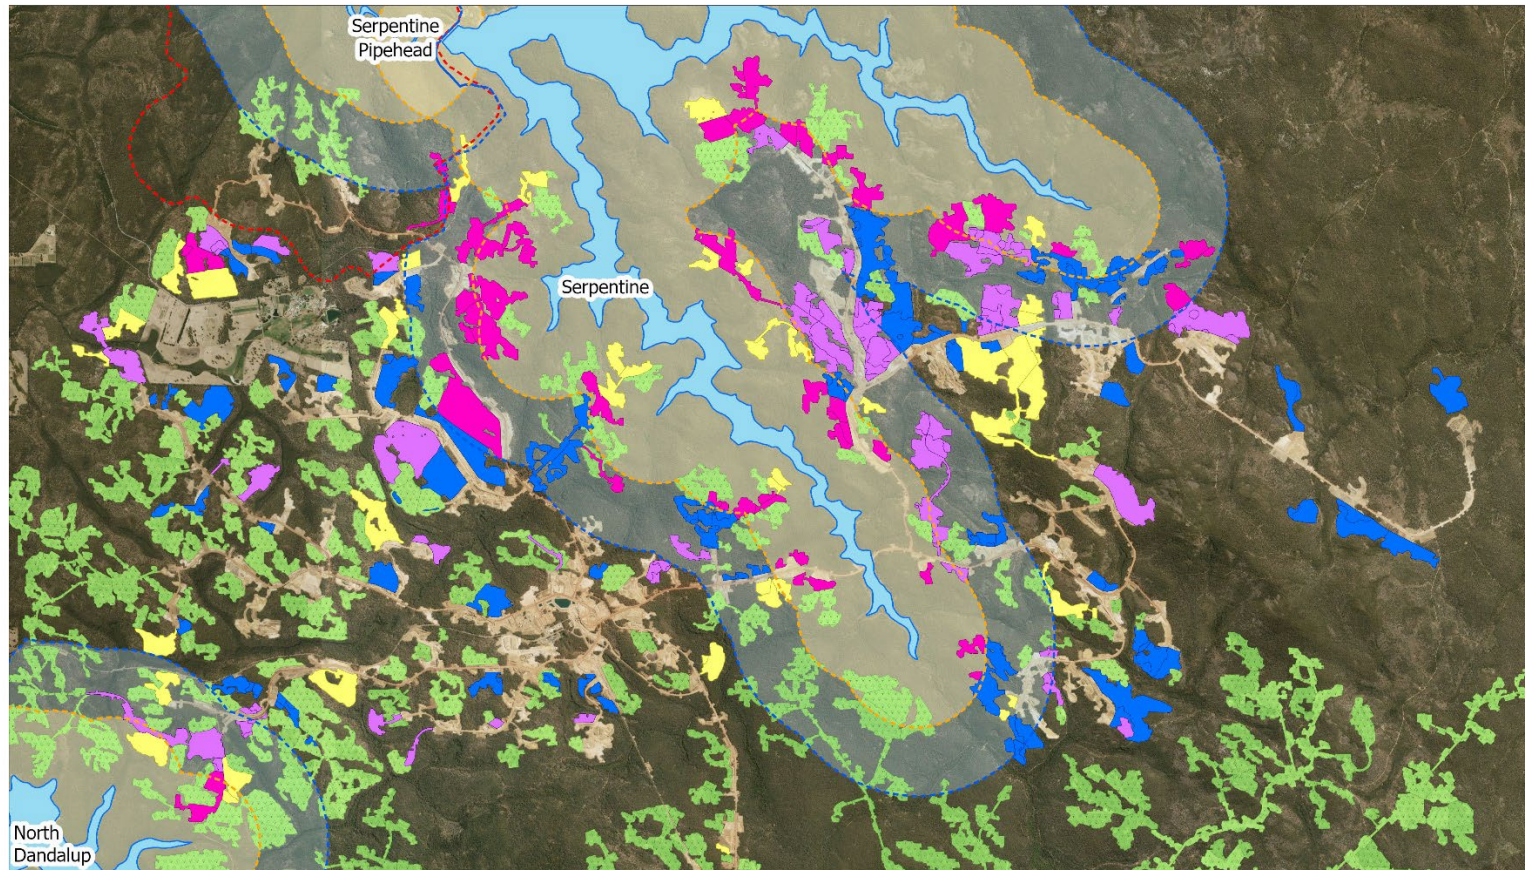 Serpentine
Pipehead
Serpentine
North
Dandalup